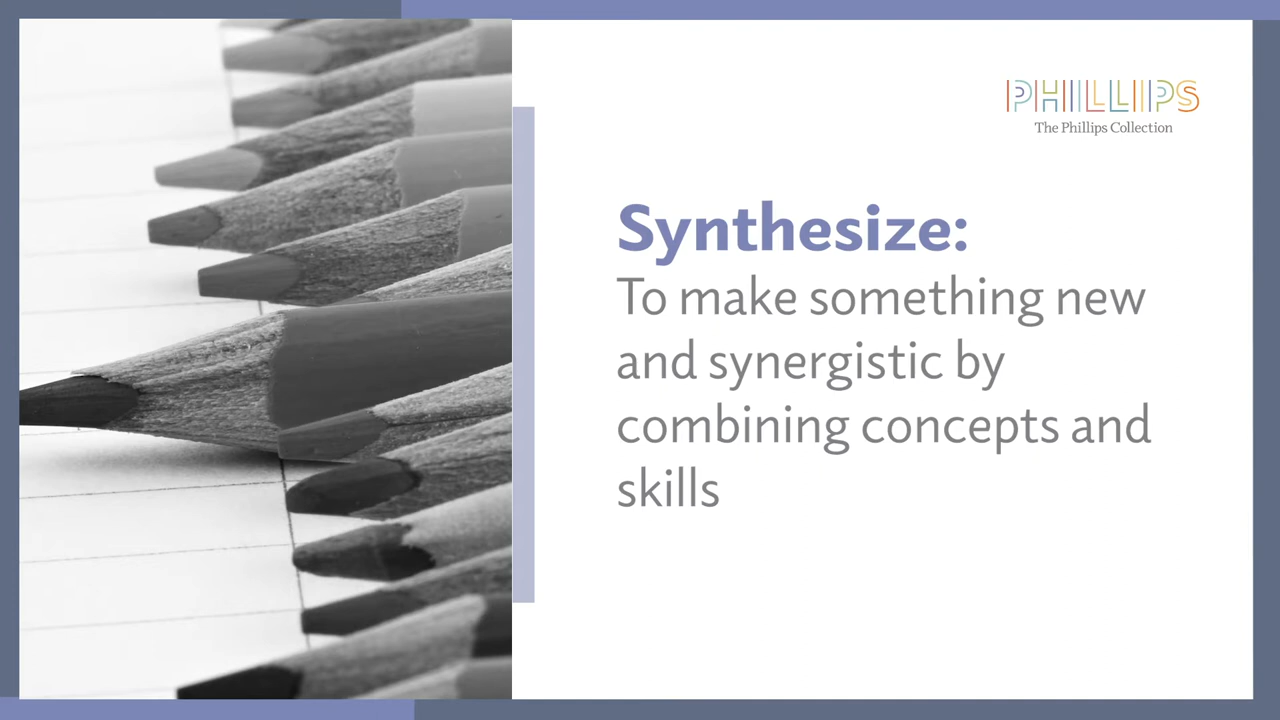 PHILLIPS
The Phillips Collection
Synthesize:
To make something new
and synergistic by
combining concepts and
skills